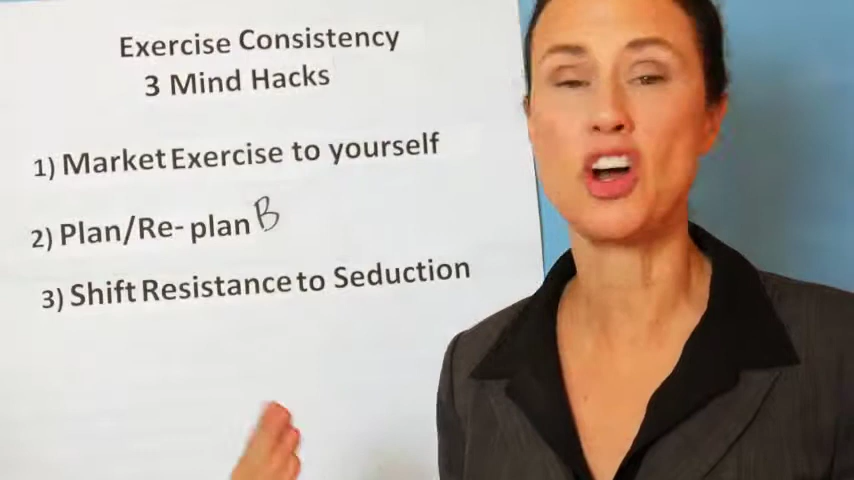 Exercise Consistency
3 Mind Hacks
1) Market Exercise to yourself
2) Plan/Re- plan B
3) Shift Resistance to Seduction